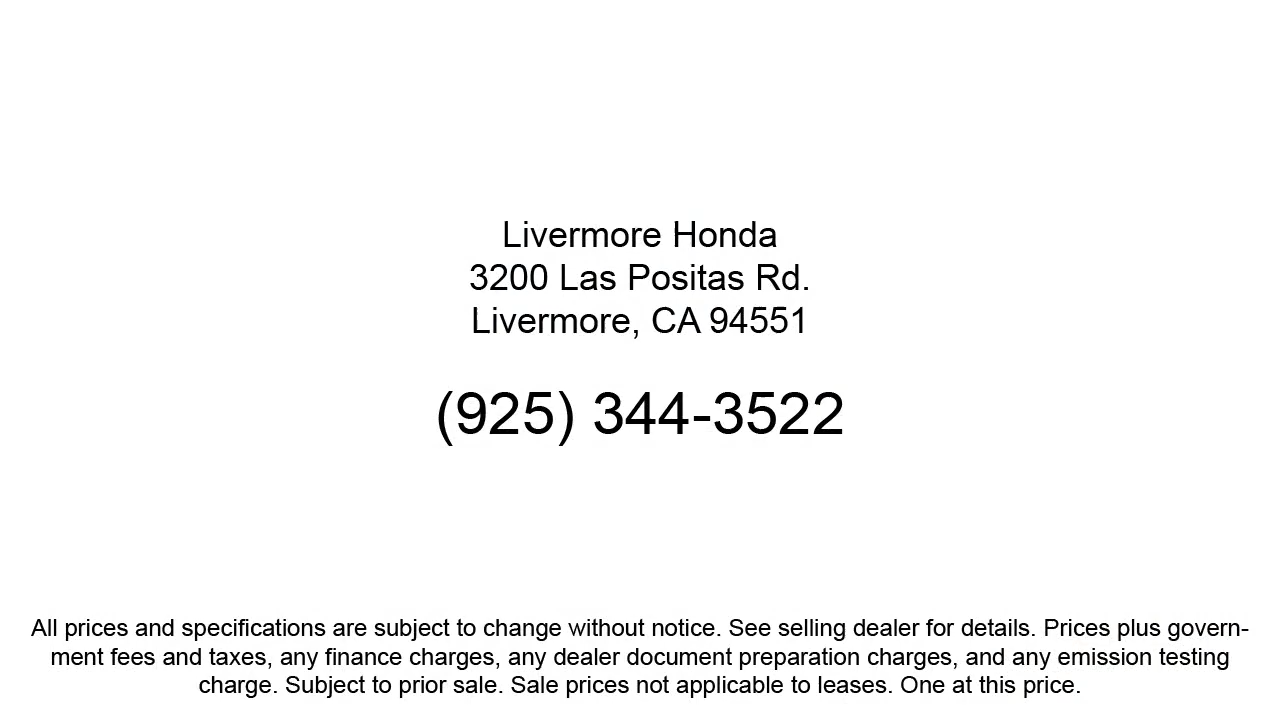 Livermore Honda
3200 Las Positas Rd.
Livermore, CA 94551
(925) 344-3522
All prices and specifications are subject to change without notice. See selling dealer for details. Prices plus govern-
ment fees and taxes, any finance charges, any dealer document preparation charges, and any emission testing
charge. Subject to prior sale. Sale prices not applicable to leases. One at this price.